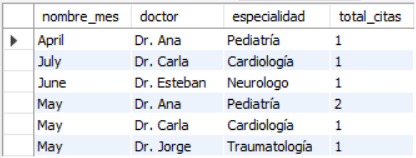 nombre_mes doctor especialidad total_citas
April Dr. Ana Pediatría 1
July Dr. Carla Cardiología 1
June Dr. Esteban Neurologo 1
May Dr. Ana Pediatría 2
May Dr. Carla Cardiología 1
May Dr. Jorge Traumatología 1